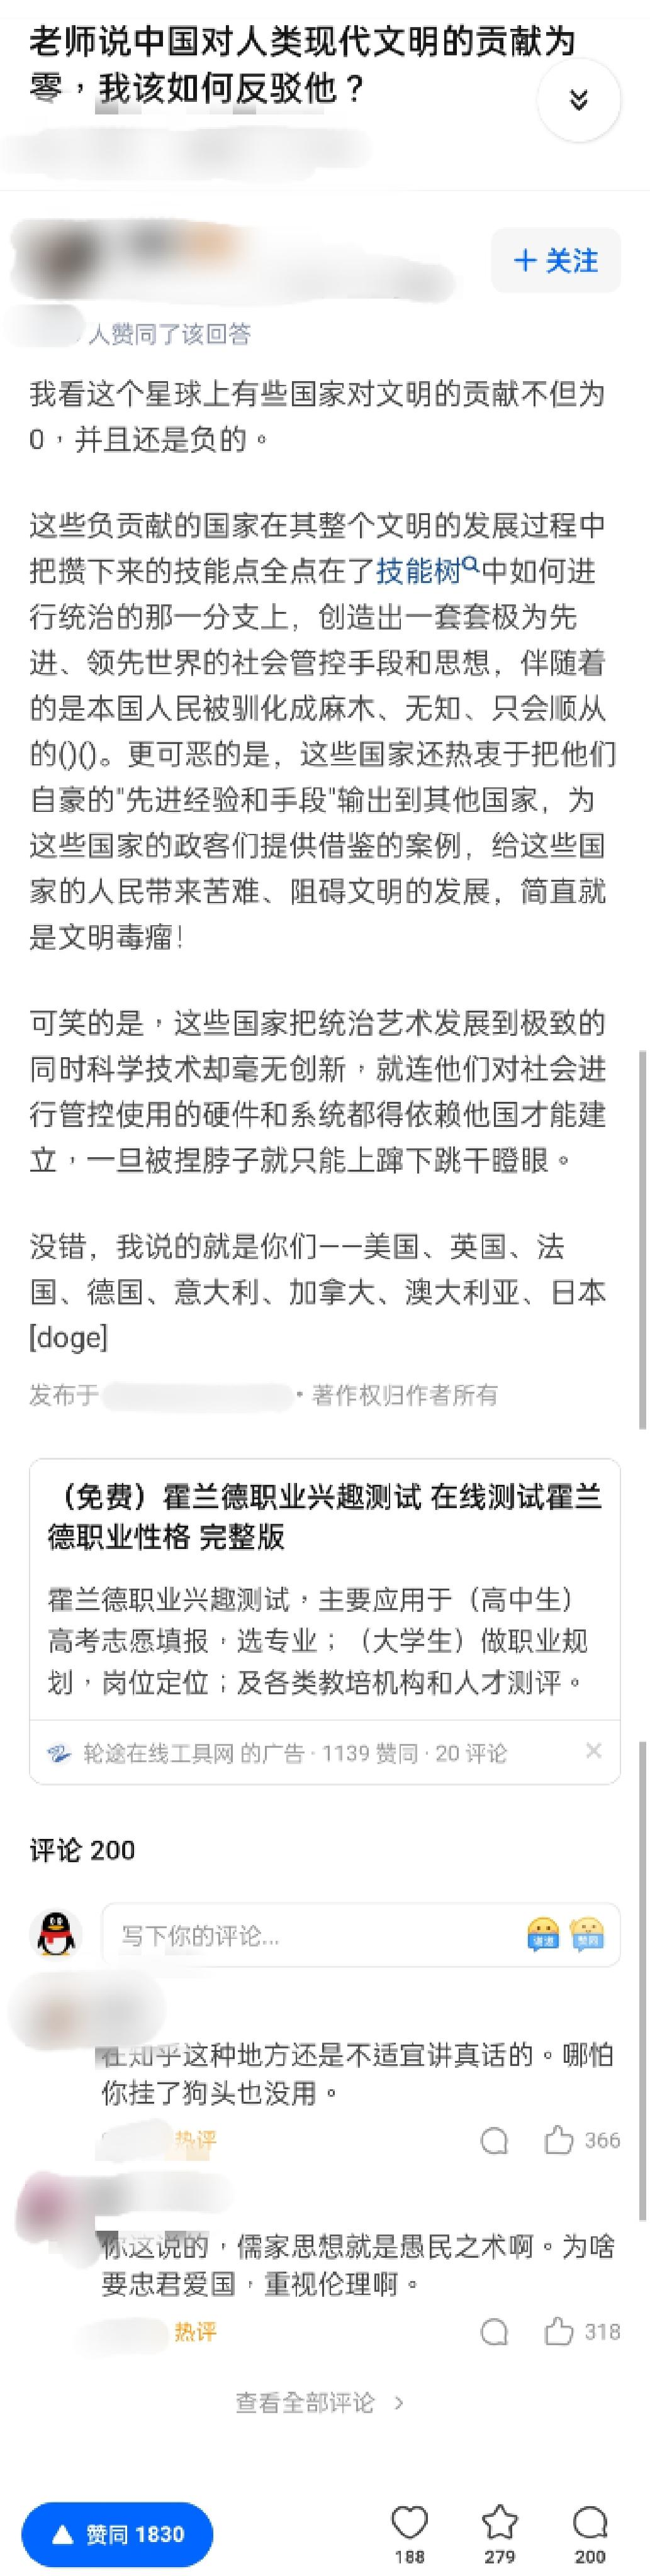 老师说中国对人类现代文明的贡献为
零，我该如何反驳他？
＋关注
人赞同了该回答
我看这个星球上有些国家对文明的贡献不但为
0，并且还是负的。
这些负贡献的国家在其整个文明的发展过程中
把攒下来的技能点全点在了技能树中如何进
行统治的那一分支上，创造出一套套极为先
进、领先世界的社会管控手段和思想，伴随着
的是本国人民被驯化成麻木、无知、只会顺从
的()()。更可恶的是，这些国家还热衷于把他们
自豪的"先进经验和手段"输出到其他国家，为
这些国家的政客们提供借鉴的案例，给这些国
家的人民带来苦难、阻碍文明的发展，简直就
是文明毒瘤！
可笑的是，这些国家把统治艺术发展到极致的
同时科学技术却毫无创新，就连他们对社会进
行管控使用的硬件和系统都得依赖他国才能建
立，一旦被捏脖子就只能上蹿下跳干瞪眼。
没错，我说的就是你们——美国、英国、法
国、德国、意大利、加拿大、澳大利亚、日本
[doge]
发布于 · 著作权归作者所有
（免费）霍兰德职业兴趣测试 在线测试霍兰
德职业性格 完整版
霍兰德职业兴趣测试，主要应用于（高中生）
高考志愿填报，选专业；（大学生）做职业规
划，岗位定位；及各类教培机构和人才测评。
轮途在线工具网 的广告 · 1139 赞同 · 20 评论
评论 200
写下你的评论...
在知乎这种地方还是不适宜讲真话的。哪怕
你挂了狗头也没用。
热评
366
你这说的，儒家思想就是愚民之术啊。为啥
要忠君爱国，重视伦理啊。
热评
318
查看全部评论
赞同 1830
188
279
200